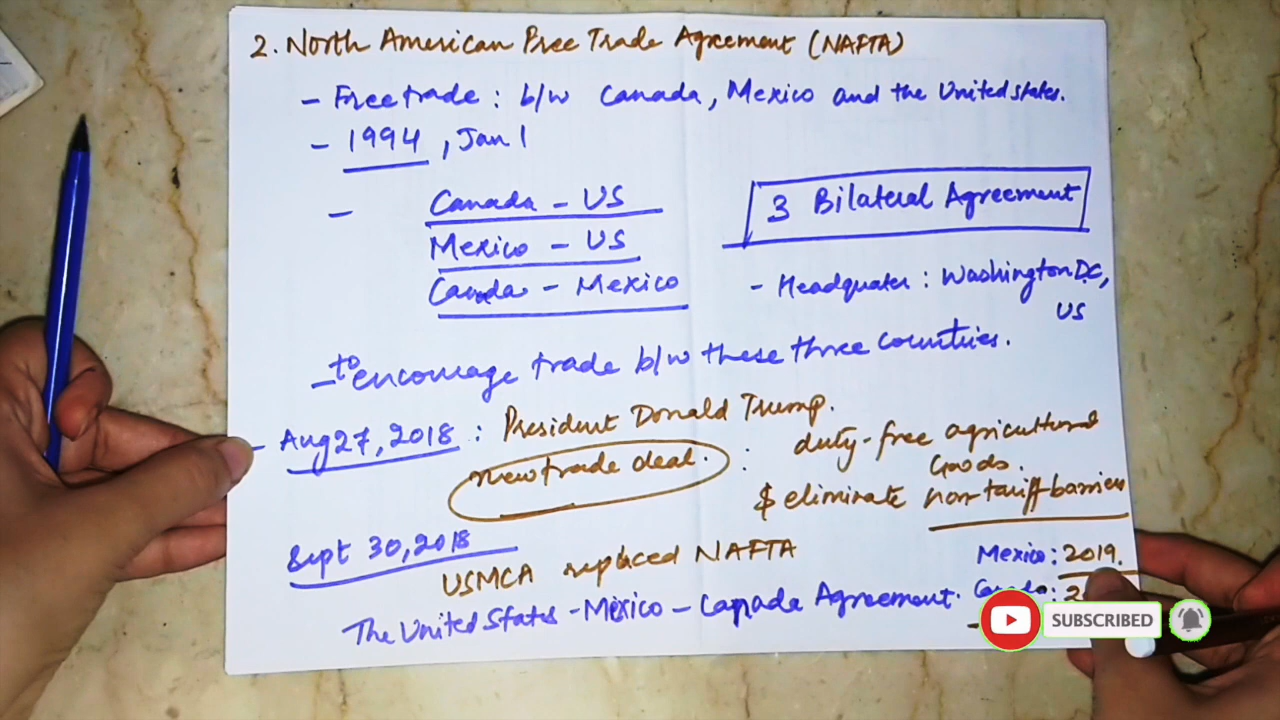 2. North American Free Trade Agreement (NAFTA)
- Free trade : b/w Canada, Mexico and the United States.
- 1994, Jan 1
- Canada - US
Mexico - US
Canada - Mexico
3 Bilateral Agreement
- Headquater : Washington D.C,
US
- to encourage trade b/w these three countries.
- Aug 27, 2018 : President Donald Trump.
new trade deal. : duty-free agricultural
Goods.
& eliminate non-tariff barriers
Sept 30, 2018
USMCA replaced NAFTA
The United States - Mexico - Canada Agreement.
Mexico : 2019.
SUBSCRIBED